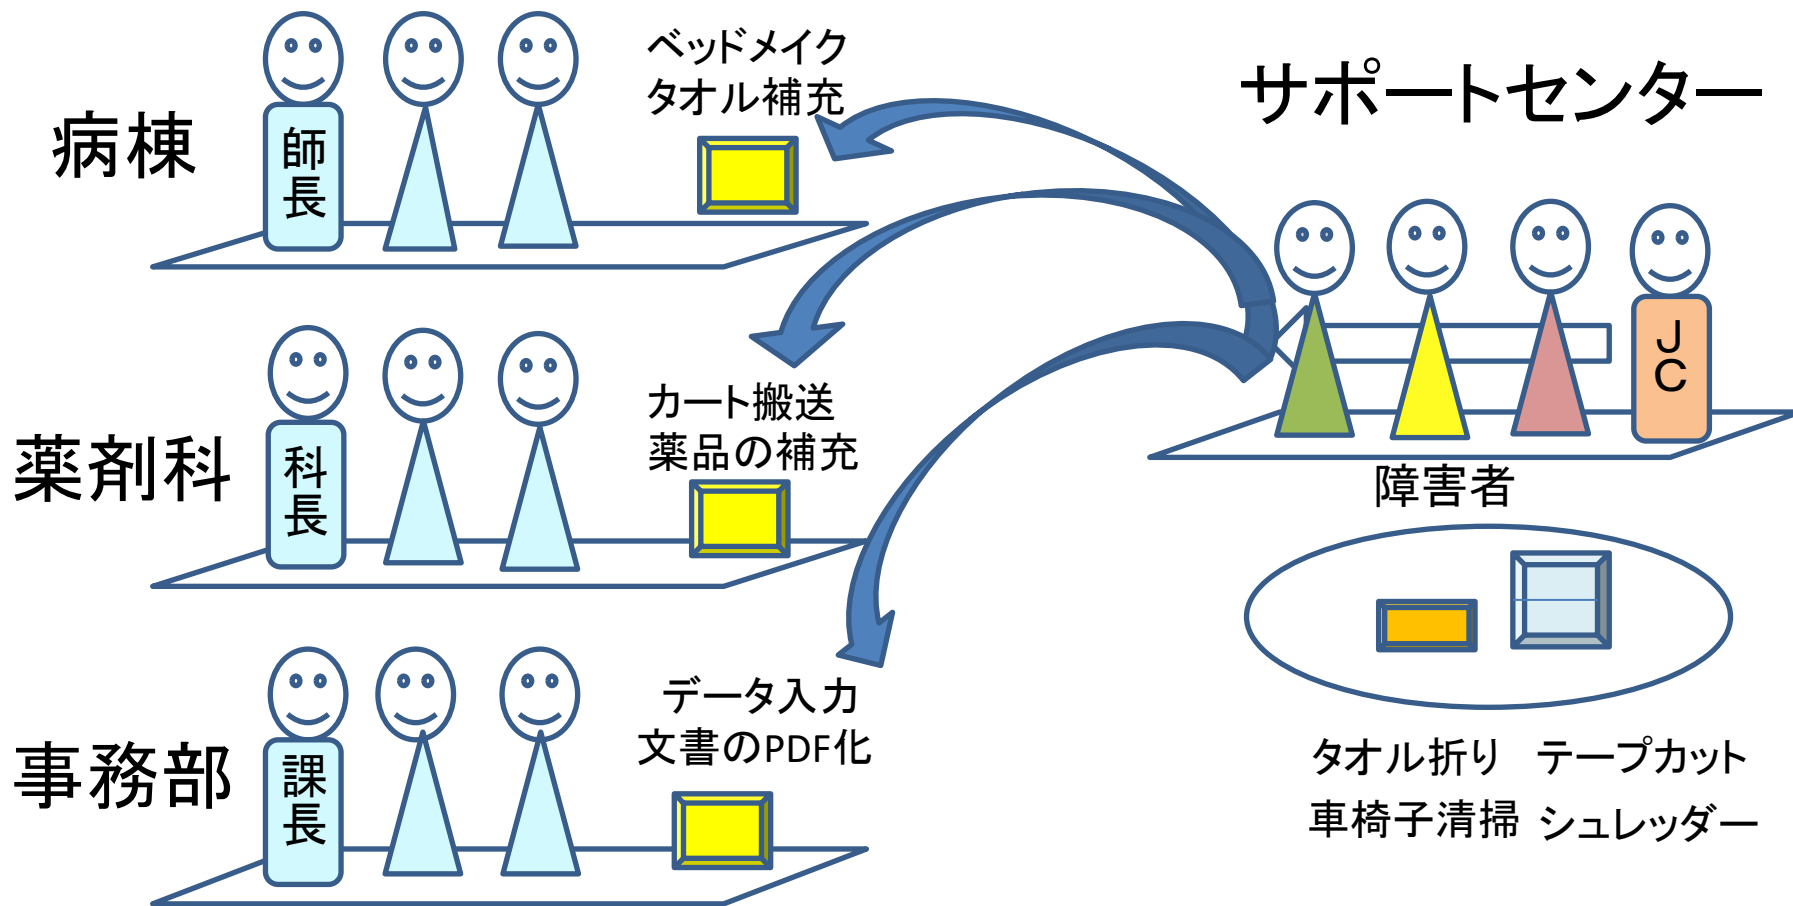 ベッドメイク
タオル補充
サポートセンター
病棟
師長
JC
カート搬送
薬品の補充
薬剤科
科長
障害者
データ入力
文書のPDF化
事務部
課長
タオル折り テープカット
車椅子清掃 シュレッダー